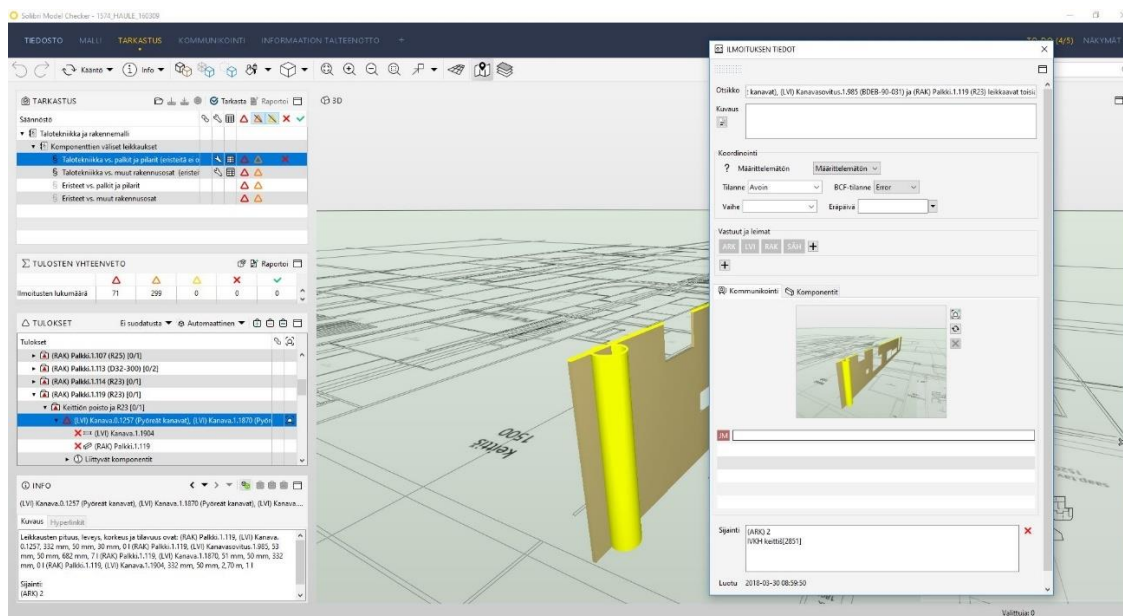 Solibri Model Checker - 1574_HAULE_160309
TIEDOSTO MALLI TARKASTUS KOMMUNIKOINTI INFORMAATION TALTEENOTTO +
TO-DO (4/5) NÄKYMÄT
Kääntö Info
TARKASTUS Tarkasta Raportoi
Säännöstö
§ Talotekniikka ja rakennemalli
§ Komponenttien väliset leikkaukset
§ Talotekniikka vs. palkit ja pilarit (eristeitä ei o
§ Talotekniikka vs. muut rakennusosat (eristei
§ Eristeet vs. palkit ja pilarit
§ Eristeet vs. muut rakennusosat
∑ TULOSTEN YHTEENVETO Raportoi
Ilmoitusten lukumäärä 71 299 0 0 0
TULOKSET Ei suodatusta Automaattinen
Tulokset
(RAK) Palkki.1.107 (R25) [0/1]
(RAK) Palkki.1.113 (D32-300) [0/2]
(RAK) Palkki.1.114 (R23) [0/1]
(RAK) Palkki.1.119 (R23) [0/1]
Keittiön poisto ja R23 [0/1]
(LVI) Kanava.0.1257 (Pyöreät kanavat), (LVI) Kanava.1.1870 (Pyör
(LVI) Kanava.1.1904
(RAK) Palkki.1.119
Liittyvät komponentit
INFO
(LVI) Kanava.0.1257 (Pyöreät kanavat), (LVI) Kanava.1.1870 (Pyöreät kanavat), (LVI) Kanava....
Kuvaus Hyperlinkit
Leikkausten pituus, leveys, korkeus ja tilavuus ovat: (RAK) Palkki.1.119, (LVI) Kanava.
0.1257, 332 mm, 50 mm, 30 mm, 0 l (RAK) Palkki.1.119, (LVI) Kanavasovitus.1.985, 53
mm, 50 mm, 682 mm, 7 l (RAK) Palkki.1.119, (LVI) Kanava.1.1870, 51 mm, 50 mm, 332
mm, 0 l (RAK) Palkki.1.119, (LVI) Kanava.1.1904, 332 mm, 50 mm, 2,70 m, 1 l
Sijainti:
(ARK) 2
3D
keittiö
1500
ILMOITUKSEN TIEDOT
Otsikko : kanavat), (LVI) Kanavasovitus.1.985 (BDEB-90-031) ja (RAK) Palkki.1.119 (R23) leikkaavat toisia
Kuvaus
Koordinointi
? Määrittelemätön Määrittelemätön
Tilanne Avoin BCF-tilanne Error
Vaihe Eräpäivä
Vastuut ja leimat
ARK LVI RAK SÄH
Kommunikointi Komponentit
JM
Sijainti (ARK) 2
IVKH keittiö[2851]
Luotu 2018-03-30 08:59:50
Valittuja: 0